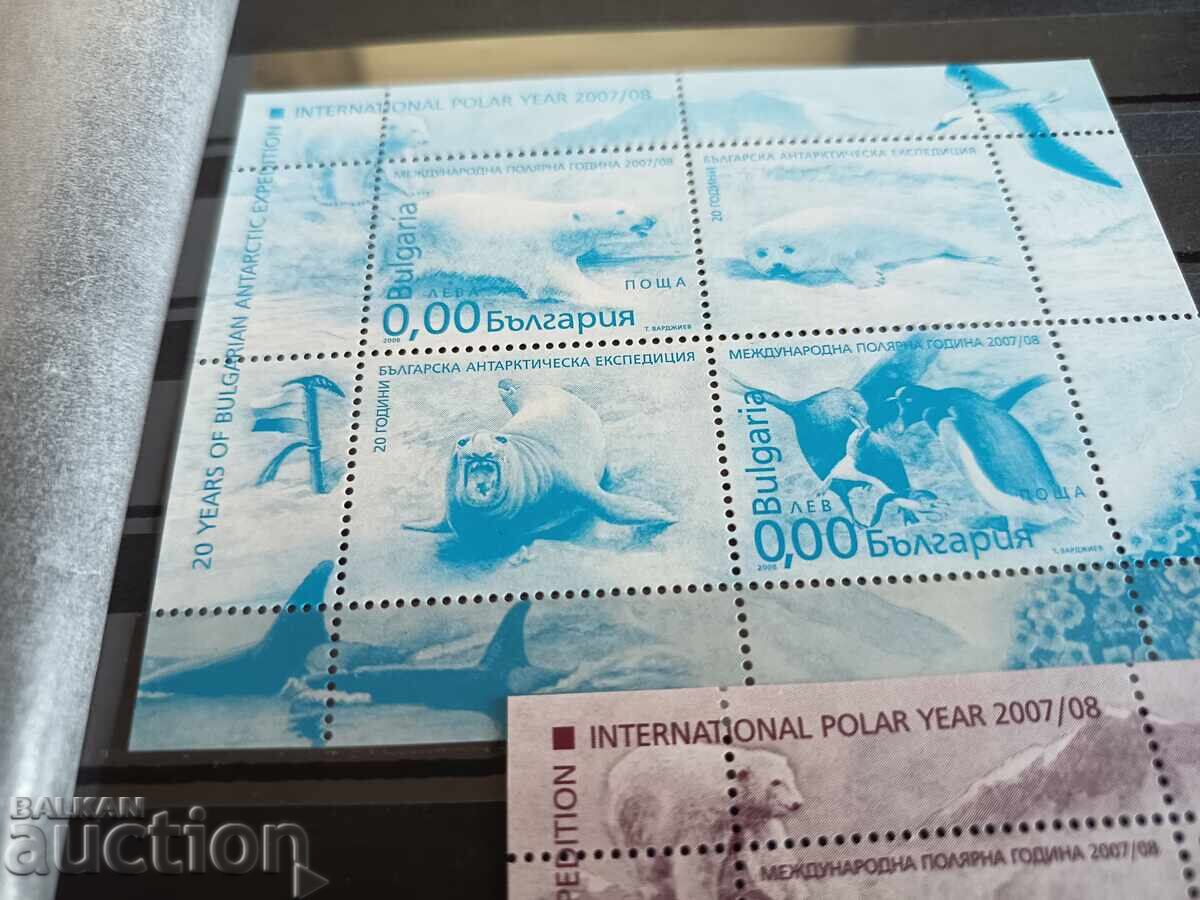 INTERNATIONAL POLAR YEAR 2007/08
20 YEARS OF BULGARIAN ANTARCTIC EXPEDITION
МЕЖДУНАРОДНА ПОЛЯРНА ГОДИНА 2007/08
Bulgaria
ПОЩА
ЛЕВА
0,00 България
2008
Т. ВАРДЖИЕВ
БЪЛГАРСКА АНТАРКТИЧЕСКА ЕКСПЕДИЦИЯ
20 ГОДИНИ
БЪЛГАРСКА АНТАРКТИЧЕСКА ЕКСПЕДИЦИЯ
20 ГОДИНИ
МЕЖДУНАРОДНА ПОЛЯРНА ГОДИНА 2007/08
Bulgaria
ПОЩА
ЛЕВ
0,00 България
2008
Т. ВАРДЖИЕВ
INTERNATIONAL POLAR YEAR 2007/08
PEDITION
МЕЖДУНАРОДНА ПОЛЯРНА ГОДИНА 2007/08
BALKAN
auction